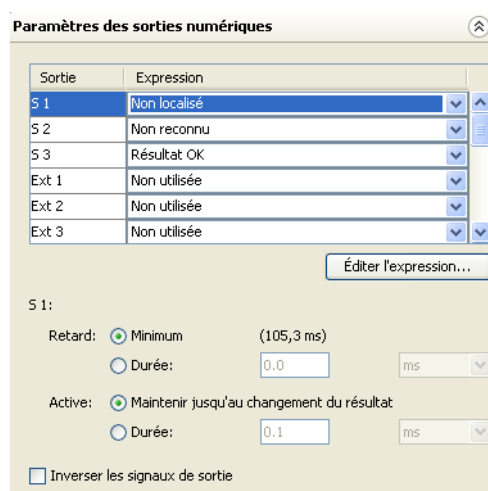 Paramètres des sorties numériques
Sortie Expression
S 1 Non localisé
S 2 Non reconnu
S 3 Résultat OK
Ext 1 Non utilisée
Ext 2 Non utilisée
Ext 3 Non utilisée
Éditer l'expression...
S 1:
Retard: Minimum (105,3 ms)
Durée: 0.0 ms
Active: Maintenir jusqu'au changement du résultat
Durée: 0.1 ms
Inverser les signaux de sortie